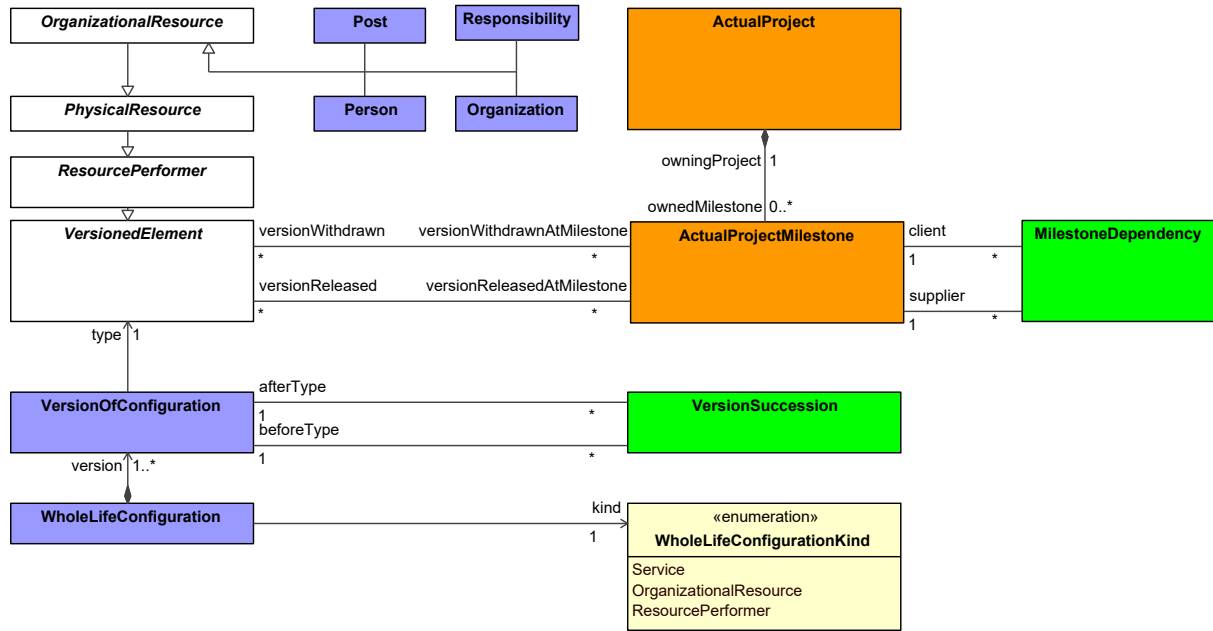 OrganizationalResource
Post
Responsibility
ActualProject
PhysicalResource
Person
Organization
ResourcePerformer
owningProject
1
ownedMilestone
0..*
VersionedElement
versionWithdrawn
versionWithdrawnAtMilestone
*
*
ActualProjectMilestone
client
1
*
MilestoneDependency
versionReleased
versionReleasedAtMilestone
*
*
supplier
1
*
type
1
VersionOfConfiguration
afterType
1
*
VersionSuccession
beforeType
1
*
version
1..*
WholeLifeConfiguration
kind
1
«enumeration»
WholeLifeConfigurationKind
Service
OrganizationalResource
ResourcePerformer